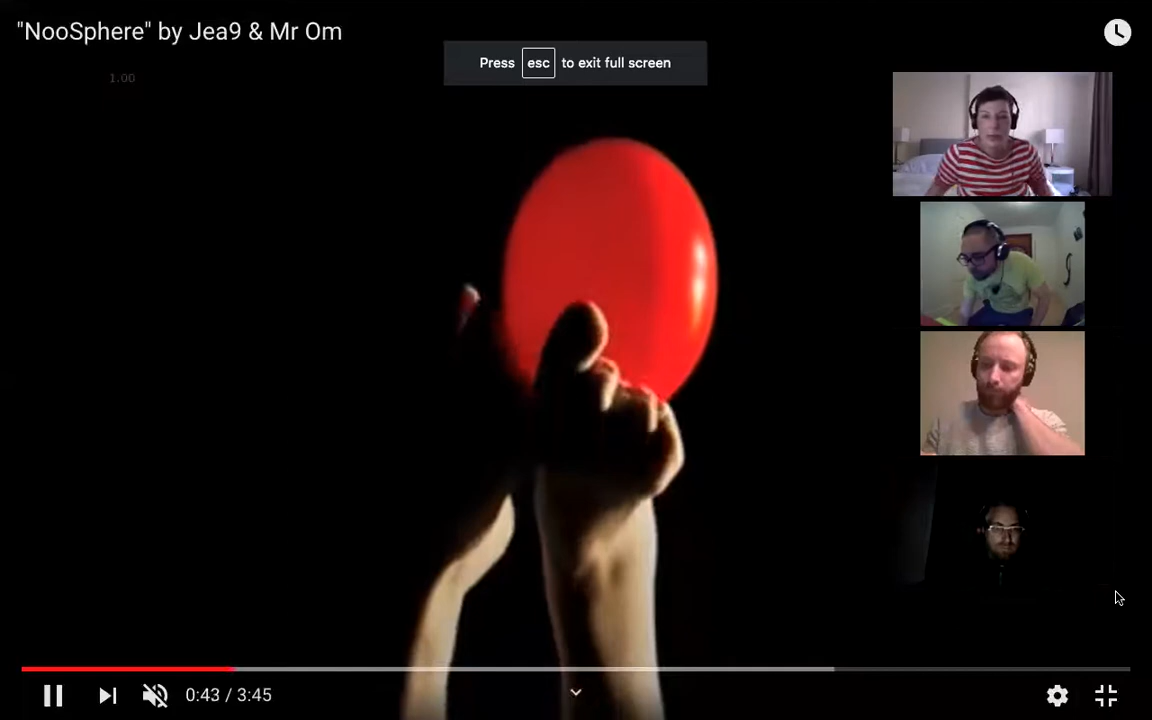 "NooSphere" by Jea9 & Mr Om
Press esc to exit full screen
1.00
0:43 / 3:45